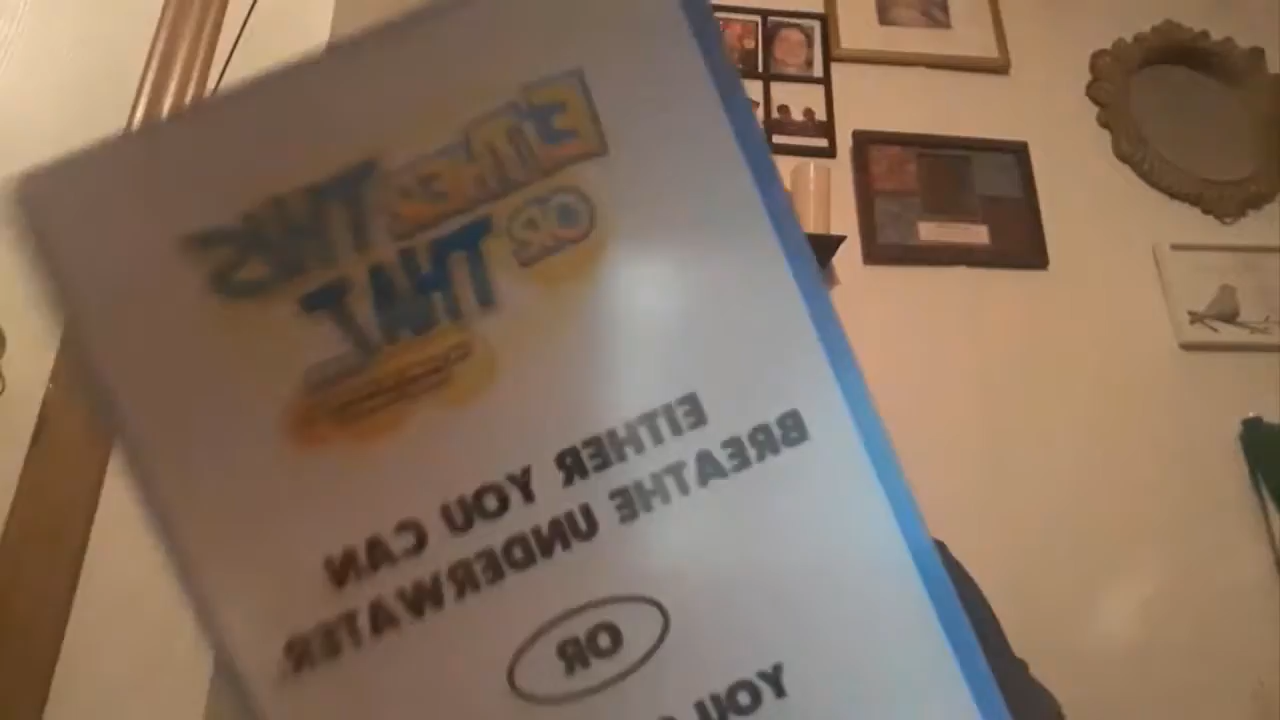 EITHER THIS
OR THAT
EITHER YOU CAN
BREATHE UNDERWATER
OR
YOU